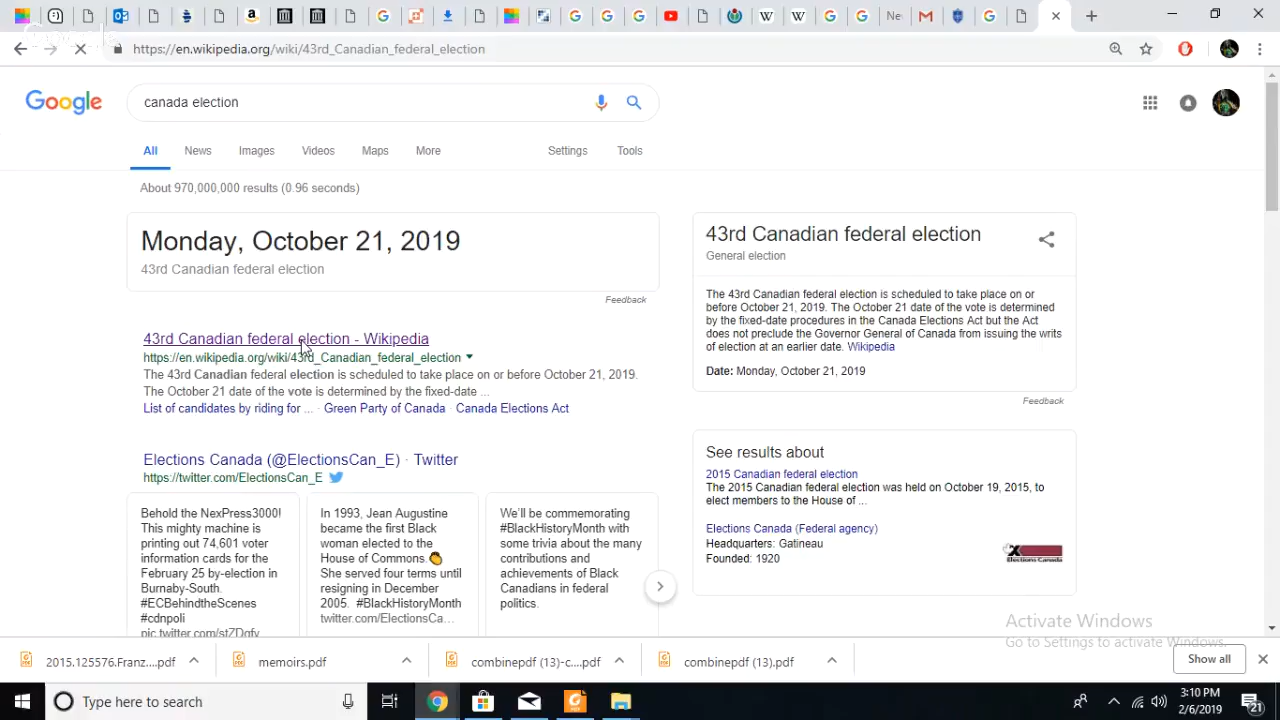 Ne
https://en.wikipedia.org/wiki/43rd_Canadian_federal_election
Google
canada election
All
News
Images
Videos
Maps
More
Settings
Tools
About 970,000,000 results (0.96 seconds)
Monday, October 21, 2019
43rd Canadian federal election
Feedback
43rd Canadian federal election - Wikipedia
https://en.wikipedia.org/wiki/43rd_Canadian_federal_election
The 43rd Canadian federal election is scheduled to take place on or before October 21, 2019.
The October 21 date of the vote is determined by the fixed-date ...
List of candidates by riding for ... · Green Party of Canada · Canada Elections Act
Elections Canada (@ElectionsCan_E) · Twitter
https://twitter.com/ElectionsCan_E
Behold the NexPress3000!
This mighty machine is
printing out 74,601 voter
information cards for the
February 25 by-election in
Burnaby-South.
#ECBehindtheScenes
#cdnpoli
pic.twitter.com/stZDgfy
In 1993, Jean Augustine
became the first Black
woman elected to the
House of Commons.
She served four terms until
resigning in December
2005. #BlackHistoryMonth
twitter.com/ElectionsCa...
We'll be commemorating
#BlackHistoryMonth with
some trivia about the many
contributions and
achievements of Black
Canadians in federal
politics.
43rd Canadian federal election
General election
The 43rd Canadian federal election is scheduled to take place on or
before October 21, 2019. The October 21 date of the vote is determined
by the fixed-date procedures in the Canada Elections Act but the Act
does not preclude the Governor General of Canada from issuing the writs
of election at an earlier date. Wikipedia
Date: Monday, October 21, 2019
Feedback
See results about
2015 Canadian federal election
The 2015 Canadian federal election was held on October 19, 2015, to
elect members to the House of ...
Elections Canada (Federal agency)
Headquarters: Gatineau
Founded: 1920
Elections Canada
Activate Windows
Go to Settings to activate Windows.
2015.125576.Franz....pdf
memoirs.pdf
combinepdf (13)-c....pdf
combinepdf (13).pdf
Show all
Type here to search
3:10 PM
2/6/2019
21